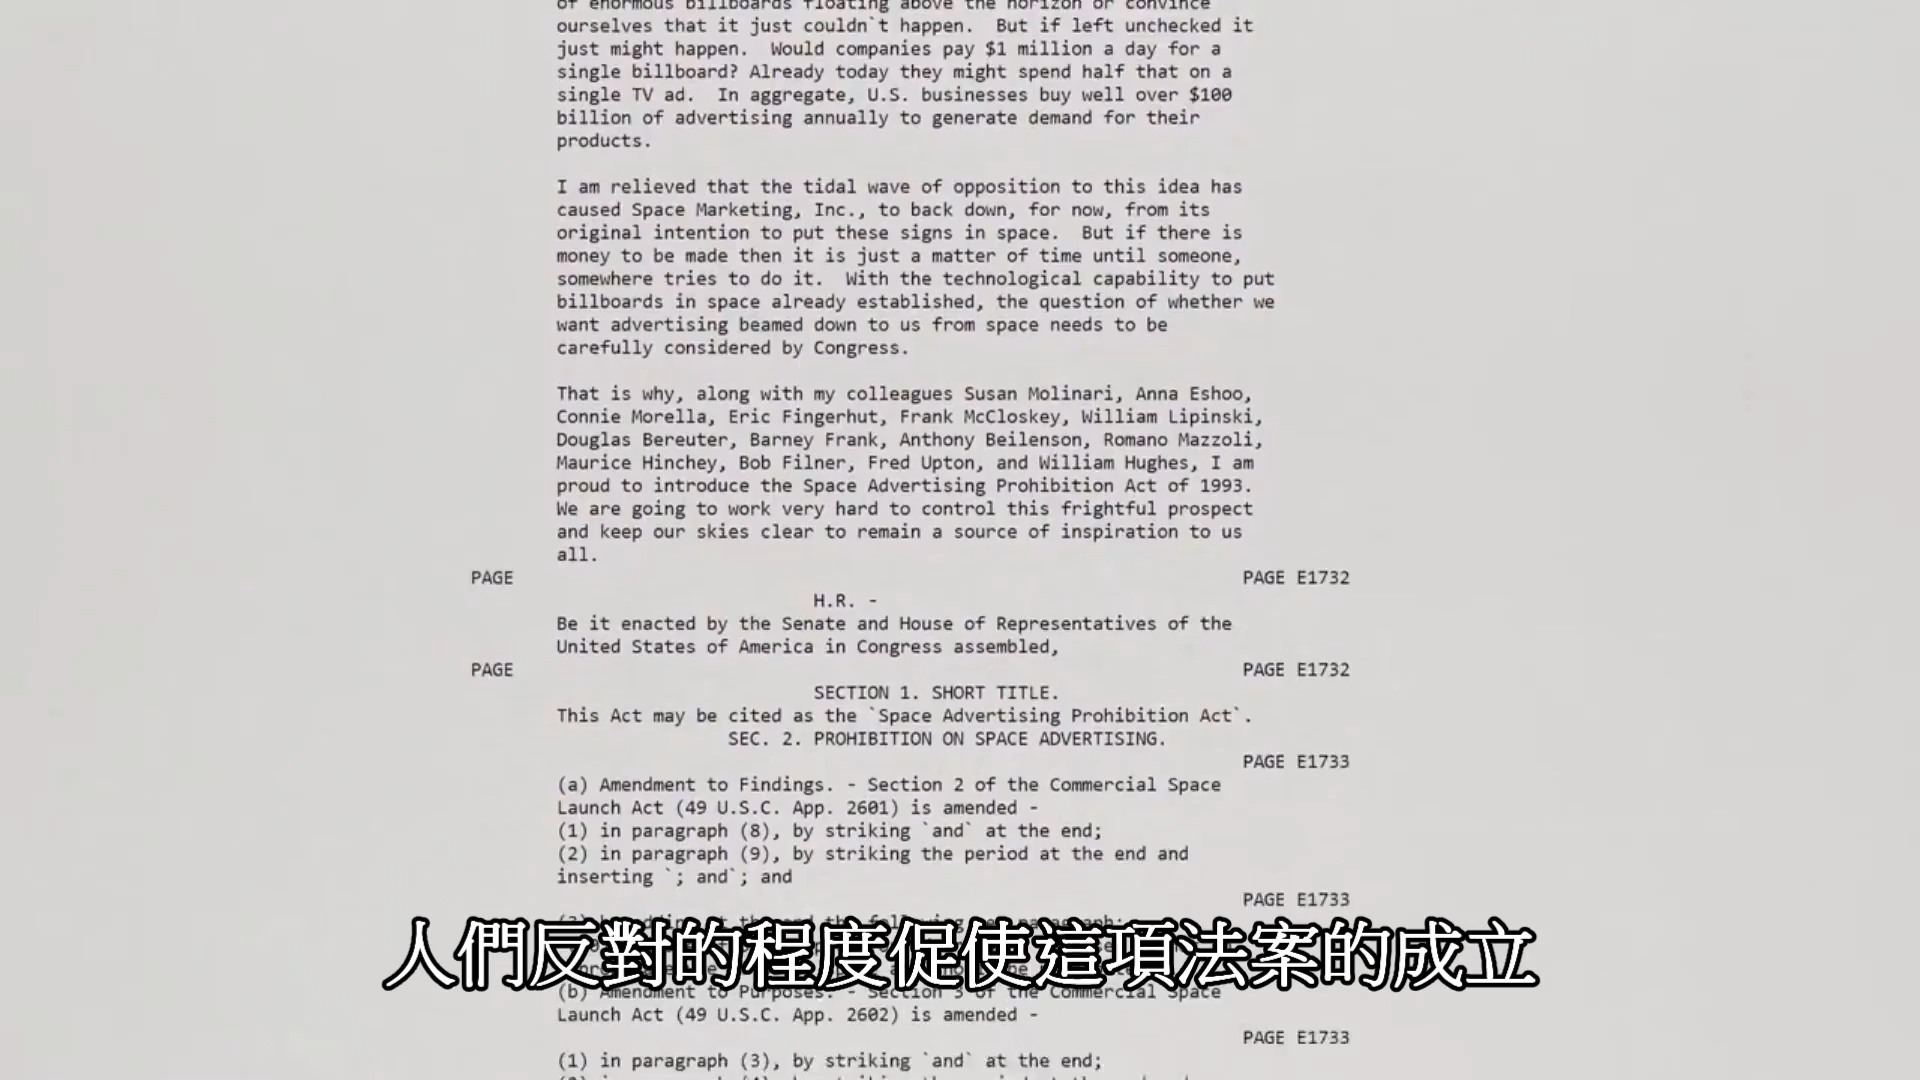 of enormous billboards floating above the horizon or convince
ourselves that it just couldn`t happen.  But if left unchecked it
just might happen.  Would companies pay $1 million a day for a
single billboard? Already today they might spend half that on a
single TV ad.  In aggregate, U.S. businesses buy well over $100
billion of advertising annually to generate demand for their
products.
I am relieved that the tidal wave of opposition to this idea has
caused Space Marketing, Inc., to back down, for now, from its
original intention to put these signs in space.  But if there is
money to be made then it is just a matter of time until someone,
somewhere tries to do it.  With the technological capability to put
billboards in space already established, the question of whether we
want advertising beamed down to us from space needs to be
carefully considered by Congress.
That is why, along with my colleagues Susan Molinari, Anna Eshoo,
Connie Morella, Eric Fingerhut, Frank McCloskey, William Lipinski,
Douglas Bereuter, Barney Frank, Anthony Beilenson, Romano Mazzoli,
Maurice Hinchey, Bob Filner, Fred Upton, and William Hughes, I am
proud to introduce the Space Advertising Prohibition Act of 1993.
We are going to work very hard to control this frightful prospect
and keep our skies clear to remain a source of inspiration to us
all.
PAGE PAGE E1732
H.R. -
Be it enacted by the Senate and House of Representatives of the
United States of America in Congress assembled,
PAGE PAGE E1732
SECTION 1. SHORT TITLE.
This Act may be cited as the `Space Advertising Prohibition Act`.
SEC. 2. PROHIBITION ON SPACE ADVERTISING.
PAGE E1733
(a) Amendment to Findings. - Section 2 of the Commercial Space
Launch Act (49 U.S.C. App. 2601) is amended -
(1) in paragraph (8), by striking `and` at the end;
(2) in paragraph (9), by striking the period at the end and
inserting `; and`; and
PAGE E1733
人們反對的程度促使這項法案的成立
(b) Amendment to Purposes. - Section 3 of the Commercial Space
Launch Act (49 U.S.C. App. 2602) is amended -
PAGE E1733
(1) in paragraph (3), by striking `and` at the end;